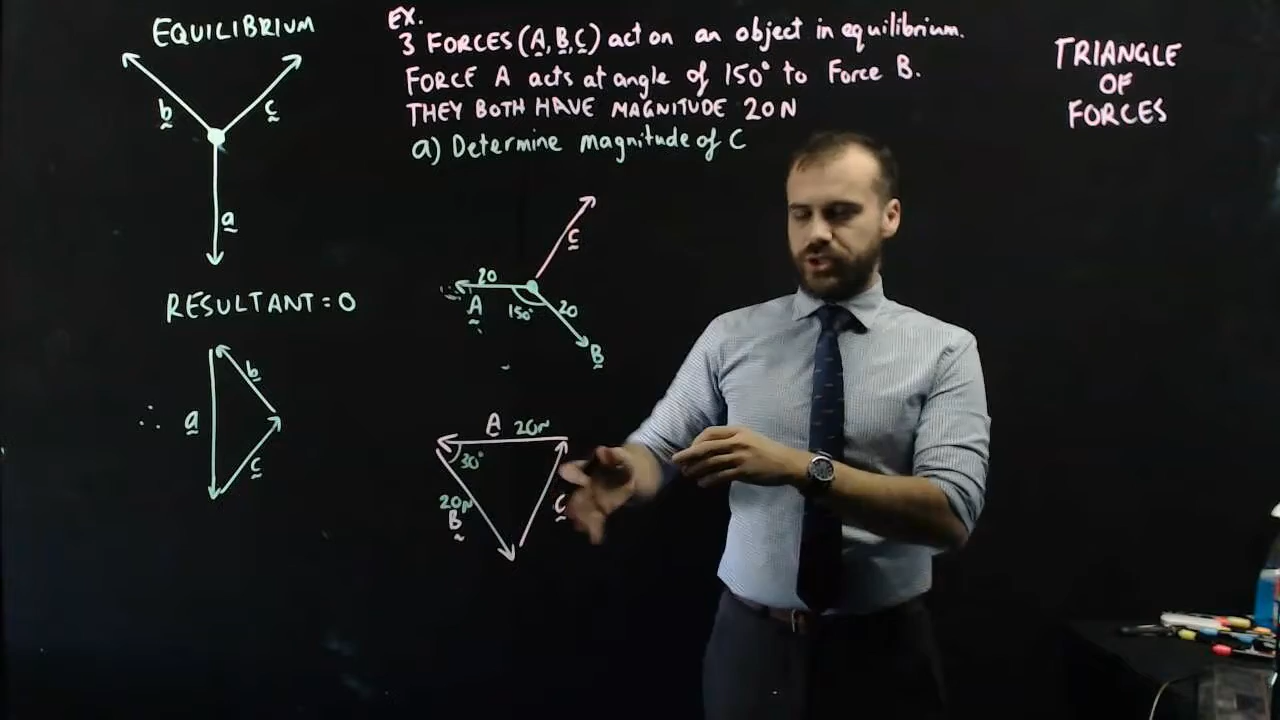 EQUILIBRIUM
b
c
a
RESULTANT = 0
∴ a
b
c
EX.
3 FORCES (A, B, C) act on an object in equilibrium.
FORCE A acts at angle of 150° to Force B.
THEY BOTH HAVE MAGNITUDE 20N
a) Determine magnitude of C
C
20
A
150°
20
B
A 20N
30°
20N
B
C
TRIANGLE
OF
FORCES